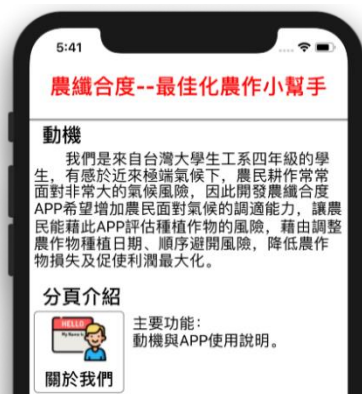 5:41
農纖合度--最佳化農作小幫手
動機
我們是來自台灣大學生工系四年級的學
生，有感於近來極端氣候下，農民耕作常常
面對非常大的氣候風險，因此開發農纖合度
APP希望增加農民面對氣候的調適能力，讓農
民能藉此APP評估種植作物的風險，藉由調整
農作物種植日期、順序避開風險，降低農作
物損失及促使利潤最大化。
分頁介紹
HELLO
My Name Is
主要功能：
動機與APP使用說明。
關於我們